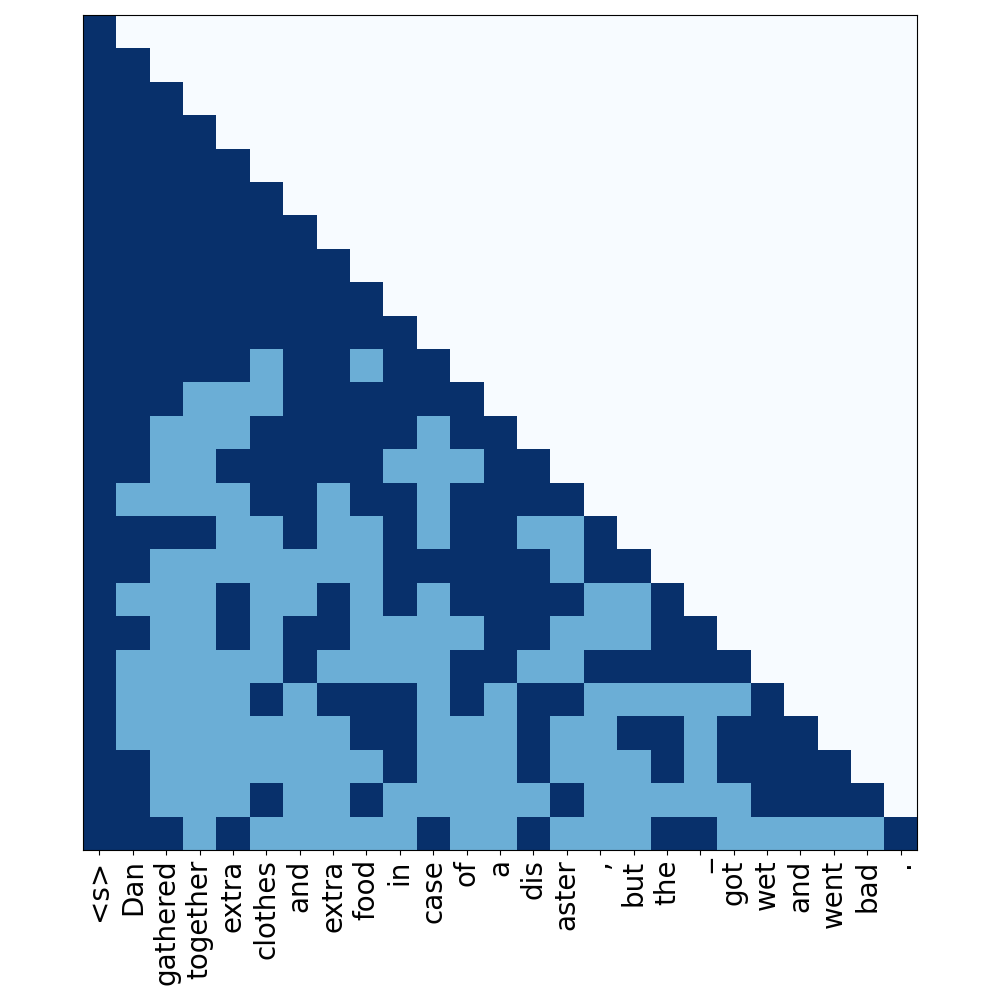 <s> Dan gathered together extra clothes and extra food in case of a dis aster , but the _ got wet and went bad .